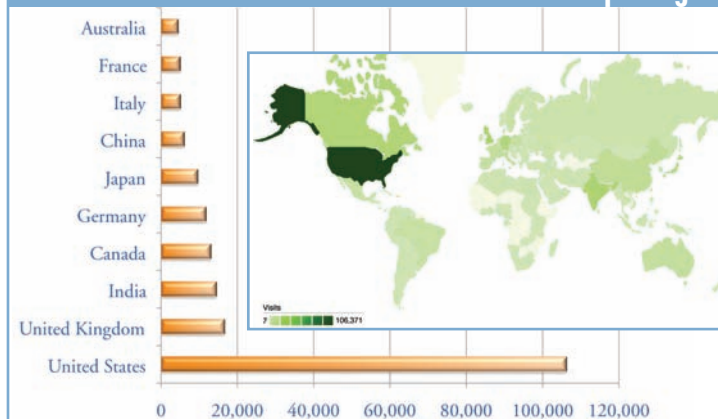 Australia
France
Italy
China
Japan
Germany
Canada
India
United Kingdom
United States
0 20,000 40,000 60,000 80,000 100,000 120,000
Visits
7 106,371